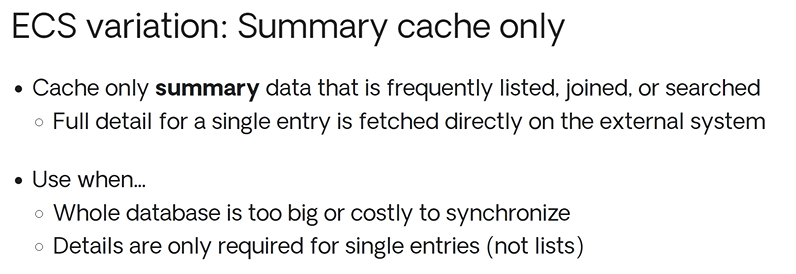 ECS variation: Summary cache only
• Cache only summary data that is frequently listed, joined, or searched
○ Full detail for a single entry is fetched directly on the external system
• Use when...
○ Whole database is too big or costly to synchronize
○ Details are only required for single entries (not lists)